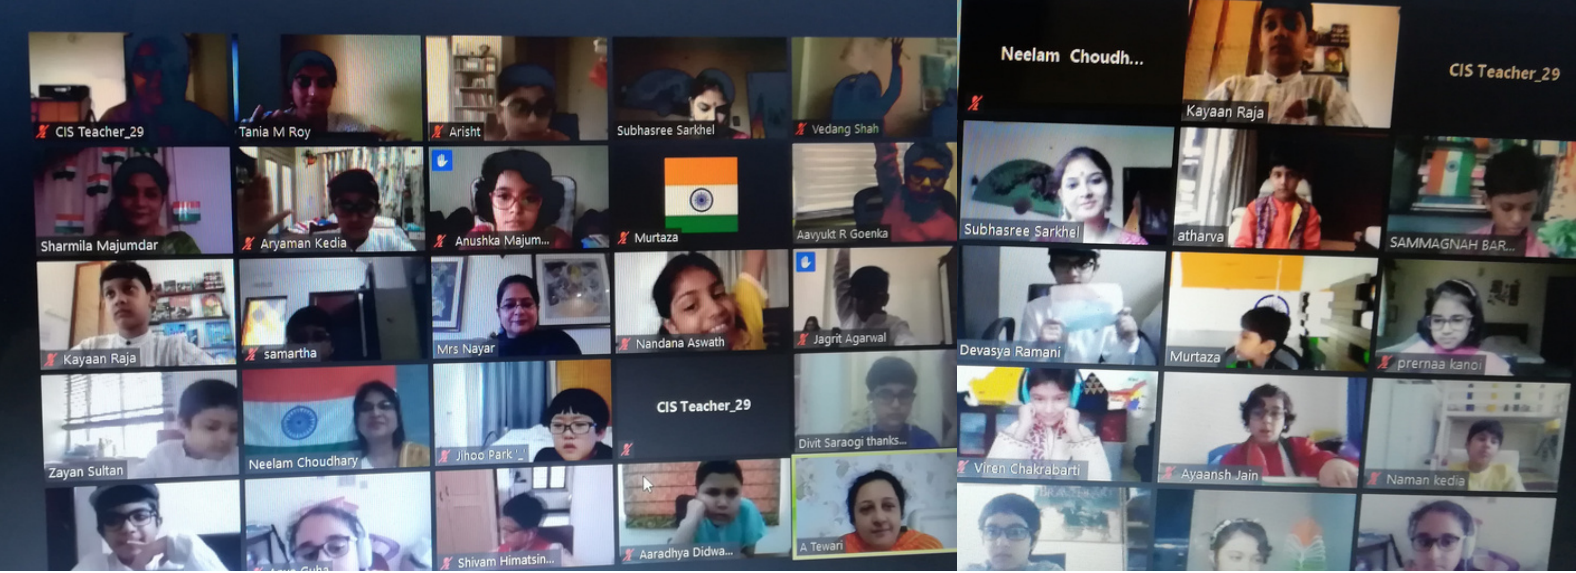 CIS Teacher_29
Tania M Roy
Arisht
Subhasree Sarkhel
Vedang Shah
Sharmila Majumdar
Aryaman Kedia
Anushka Majum...
Murtaza
Aavyukt R Goenka
Kayaan Raja
samartha
Mrs Nayar
Nandana Aswath
Jagrit Agarwal
Zayan Sultan
Neelam Choudhary
Jihoo Park '_'
CIS Teacher_29
Divit Saraogi thanks...
Guha
Shivam Himatsin...
Aaradhya Didwa...
A Tewari
Neelam Choudh...
Kayaan Raja
CIS Teacher_29
Subhasree Sarkhel
atharva
SAMMAGNAH BAR...
Devasya Ramani
Murtaza
prernaa kanoi
Viren Chakrabarti
Ayaansh Jain
Naman kedia